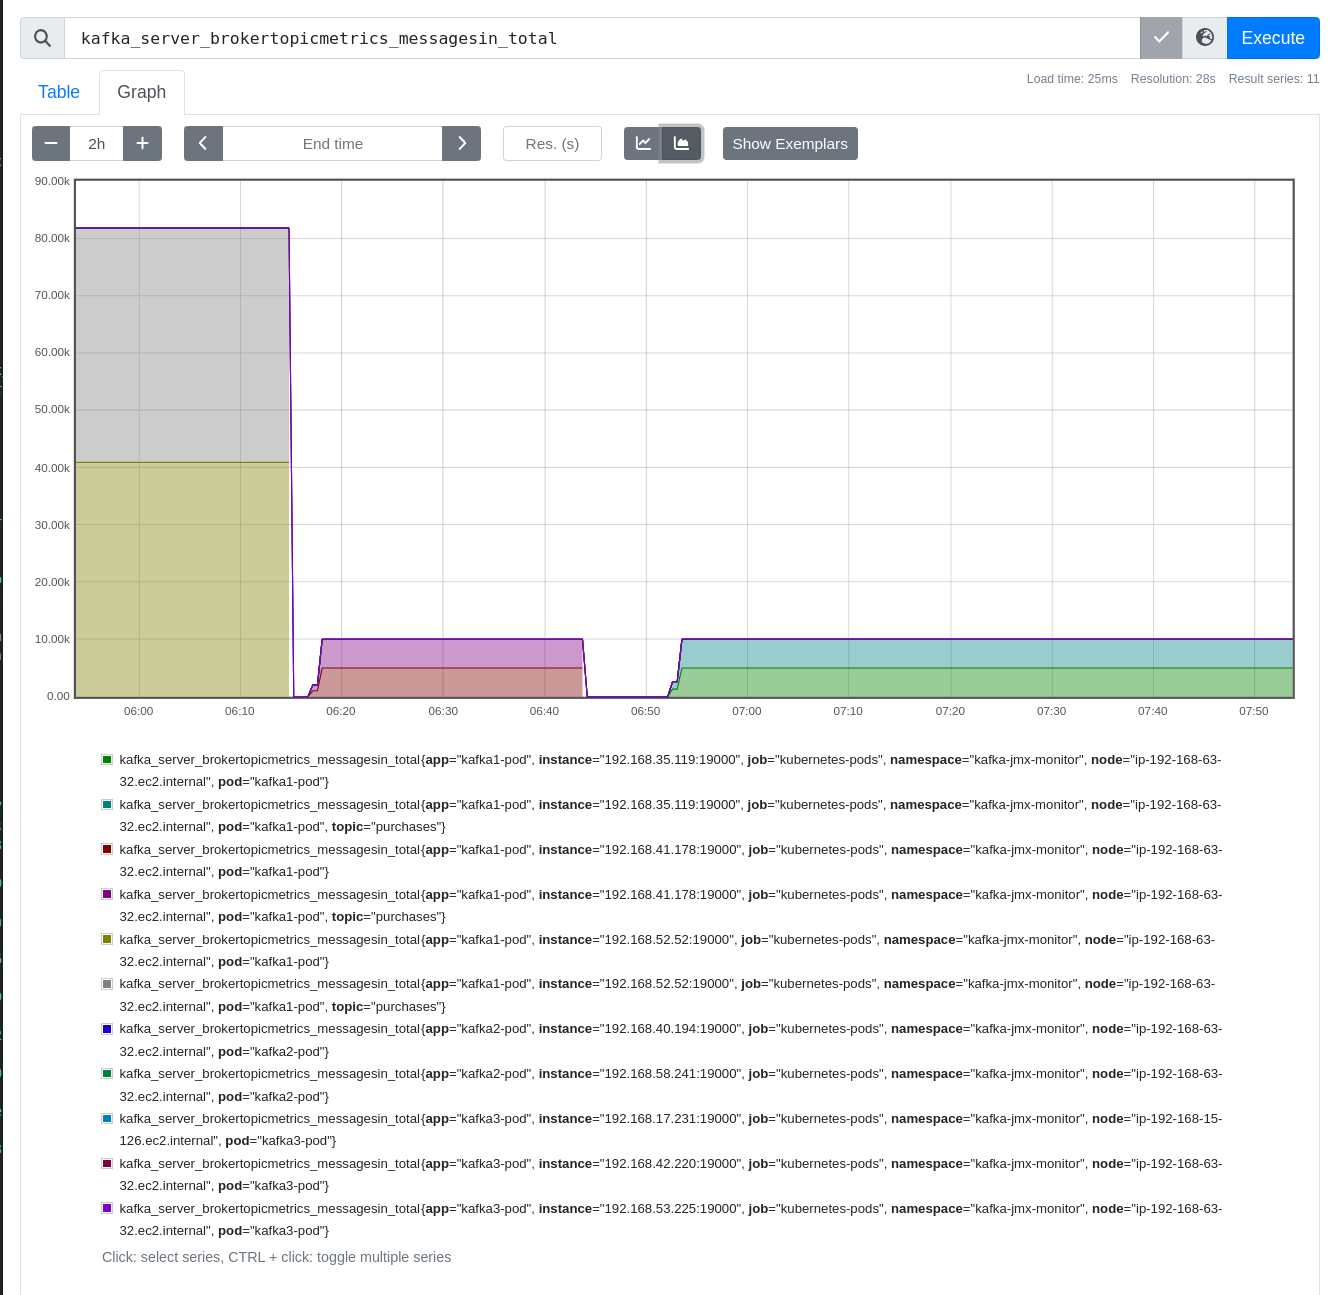 kafka_server_brokertopicmetrics_messagesin_total
Execute
Table
Graph
Load time: 25ms Resolution: 28s Result series: 11
2h
End time
Res. (s)
Show Exemplars
90.00k
80.00k
70.00k
60.00k
50.00k
40.00k
30.00k
20.00k
10.00k
0.00
06:00 06:10 06:20 06:30 06:40 06:50 07:00 07:10 07:20 07:30 07:40 07:50
kafka_server_brokertopicmetrics_messagesin_total{app="kafka1-pod", instance="192.168.35.119:19000", job="kubernetes-pods", namespace="kafka-jmx-monitor", node="ip-192-168-63-
32.ec2.internal", pod="kafka1-pod"}
kafka_server_brokertopicmetrics_messagesin_total{app="kafka1-pod", instance="192.168.35.119:19000", job="kubernetes-pods", namespace="kafka-jmx-monitor", node="ip-192-168-63-
32.ec2.internal", pod="kafka1-pod", topic="purchases"}
kafka_server_brokertopicmetrics_messagesin_total{app="kafka1-pod", instance="192.168.41.178:19000", job="kubernetes-pods", namespace="kafka-jmx-monitor", node="ip-192-168-63-
32.ec2.internal", pod="kafka1-pod"}
kafka_server_brokertopicmetrics_messagesin_total{app="kafka1-pod", instance="192.168.41.178:19000", job="kubernetes-pods", namespace="kafka-jmx-monitor", node="ip-192-168-63-
32.ec2.internal", pod="kafka1-pod", topic="purchases"}
kafka_server_brokertopicmetrics_messagesin_total{app="kafka1-pod", instance="192.168.52.52:19000", job="kubernetes-pods", namespace="kafka-jmx-monitor", node="ip-192-168-63-
32.ec2.internal", pod="kafka1-pod"}
kafka_server_brokertopicmetrics_messagesin_total{app="kafka1-pod", instance="192.168.52.52:19000", job="kubernetes-pods", namespace="kafka-jmx-monitor", node="ip-192-168-63-
32.ec2.internal", pod="kafka1-pod", topic="purchases"}
kafka_server_brokertopicmetrics_messagesin_total{app="kafka2-pod", instance="192.168.40.194:19000", job="kubernetes-pods", namespace="kafka-jmx-monitor", node="ip-192-168-63-
32.ec2.internal", pod="kafka2-pod"}
kafka_server_brokertopicmetrics_messagesin_total{app="kafka2-pod", instance="192.168.58.241:19000", job="kubernetes-pods", namespace="kafka-jmx-monitor", node="ip-192-168-63-
32.ec2.internal", pod="kafka2-pod"}
kafka_server_brokertopicmetrics_messagesin_total{app="kafka3-pod", instance="192.168.17.231:19000", job="kubernetes-pods", namespace="kafka-jmx-monitor", node="ip-192-168-15-
126.ec2.internal", pod="kafka3-pod"}
kafka_server_brokertopicmetrics_messagesin_total{app="kafka3-pod", instance="192.168.42.220:19000", job="kubernetes-pods", namespace="kafka-jmx-monitor", node="ip-192-168-63-
32.ec2.internal", pod="kafka3-pod"}
kafka_server_brokertopicmetrics_messagesin_total{app="kafka3-pod", instance="192.168.53.225:19000", job="kubernetes-pods", namespace="kafka-jmx-monitor", node="ip-192-168-63-
32.ec2.internal", pod="kafka3-pod"}
Click: select series, CTRL + click: toggle multiple series